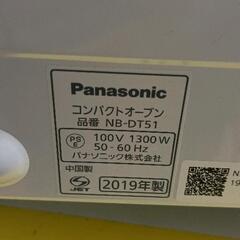 Panasonic
コンパクトオーブン
品番 NB-DT51
PS E 100V 1300W
50-60Hz
パナソニック株式会社
中国製
JET 2019年製
N
19